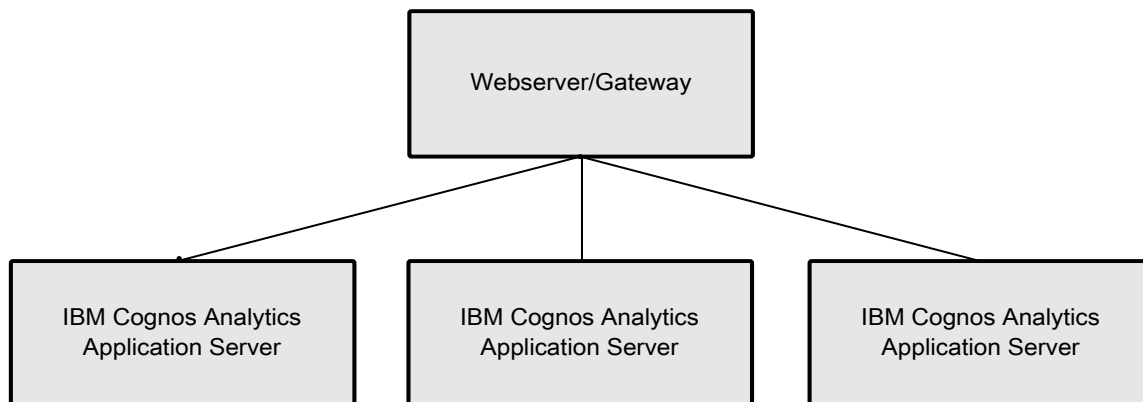 Webserver/Gateway
IBM Cognos Analytics
Application Server
IBM Cognos Analytics
Application Server
IBM Cognos Analytics
Application Server